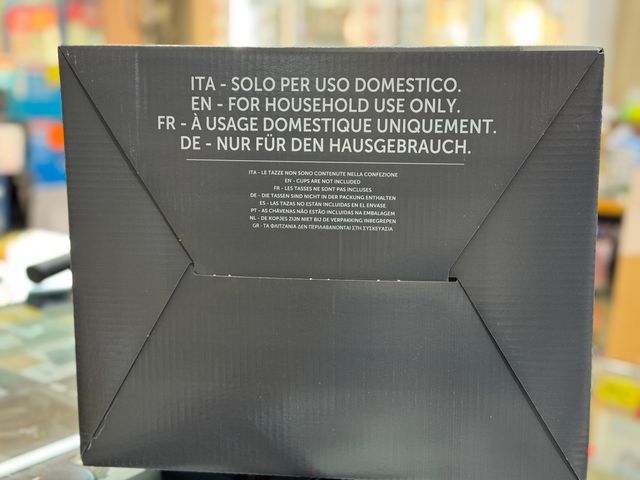 ITA - SOLO PER USO DOMESTICO.
EN - FOR HOUSEHOLD USE ONLY.
FR - À USAGE DOMESTIQUE UNIQUEMENT.
DE - NUR FÜR DEN HAUSGEBRAUCH.
ITA - LE TAZZE NON SONO CONTENUTE NELLA CONFEZIONE
EN - CUPS ARE NOT INCLUDED
FR - LES TASSES NE SONT PAS INCLUSES
DE - DIE TASSEN SIND NICHT IN DER PACKUNG ENTHALTEN
ES - LAS TAZAS NO ESTÁN INCLUIDAS EN EL ENVASE
PT - AS CHÁVENAS NÃO ESTÃO INCLUIDAS NA EMBALAGEM
NL - DE KOPJES ZIJN NIET BIJ DE VERPAKKING INBEGREPEN
GR - ΤΑ ΦΛΙΤΖΑΝΙΑ ΔΕΝ ΠΕΡΙΛΑΒΑΝΟΝΤΑΙ ΣΤΗ ΣΥΣΚΕΥΑΣΙΑ